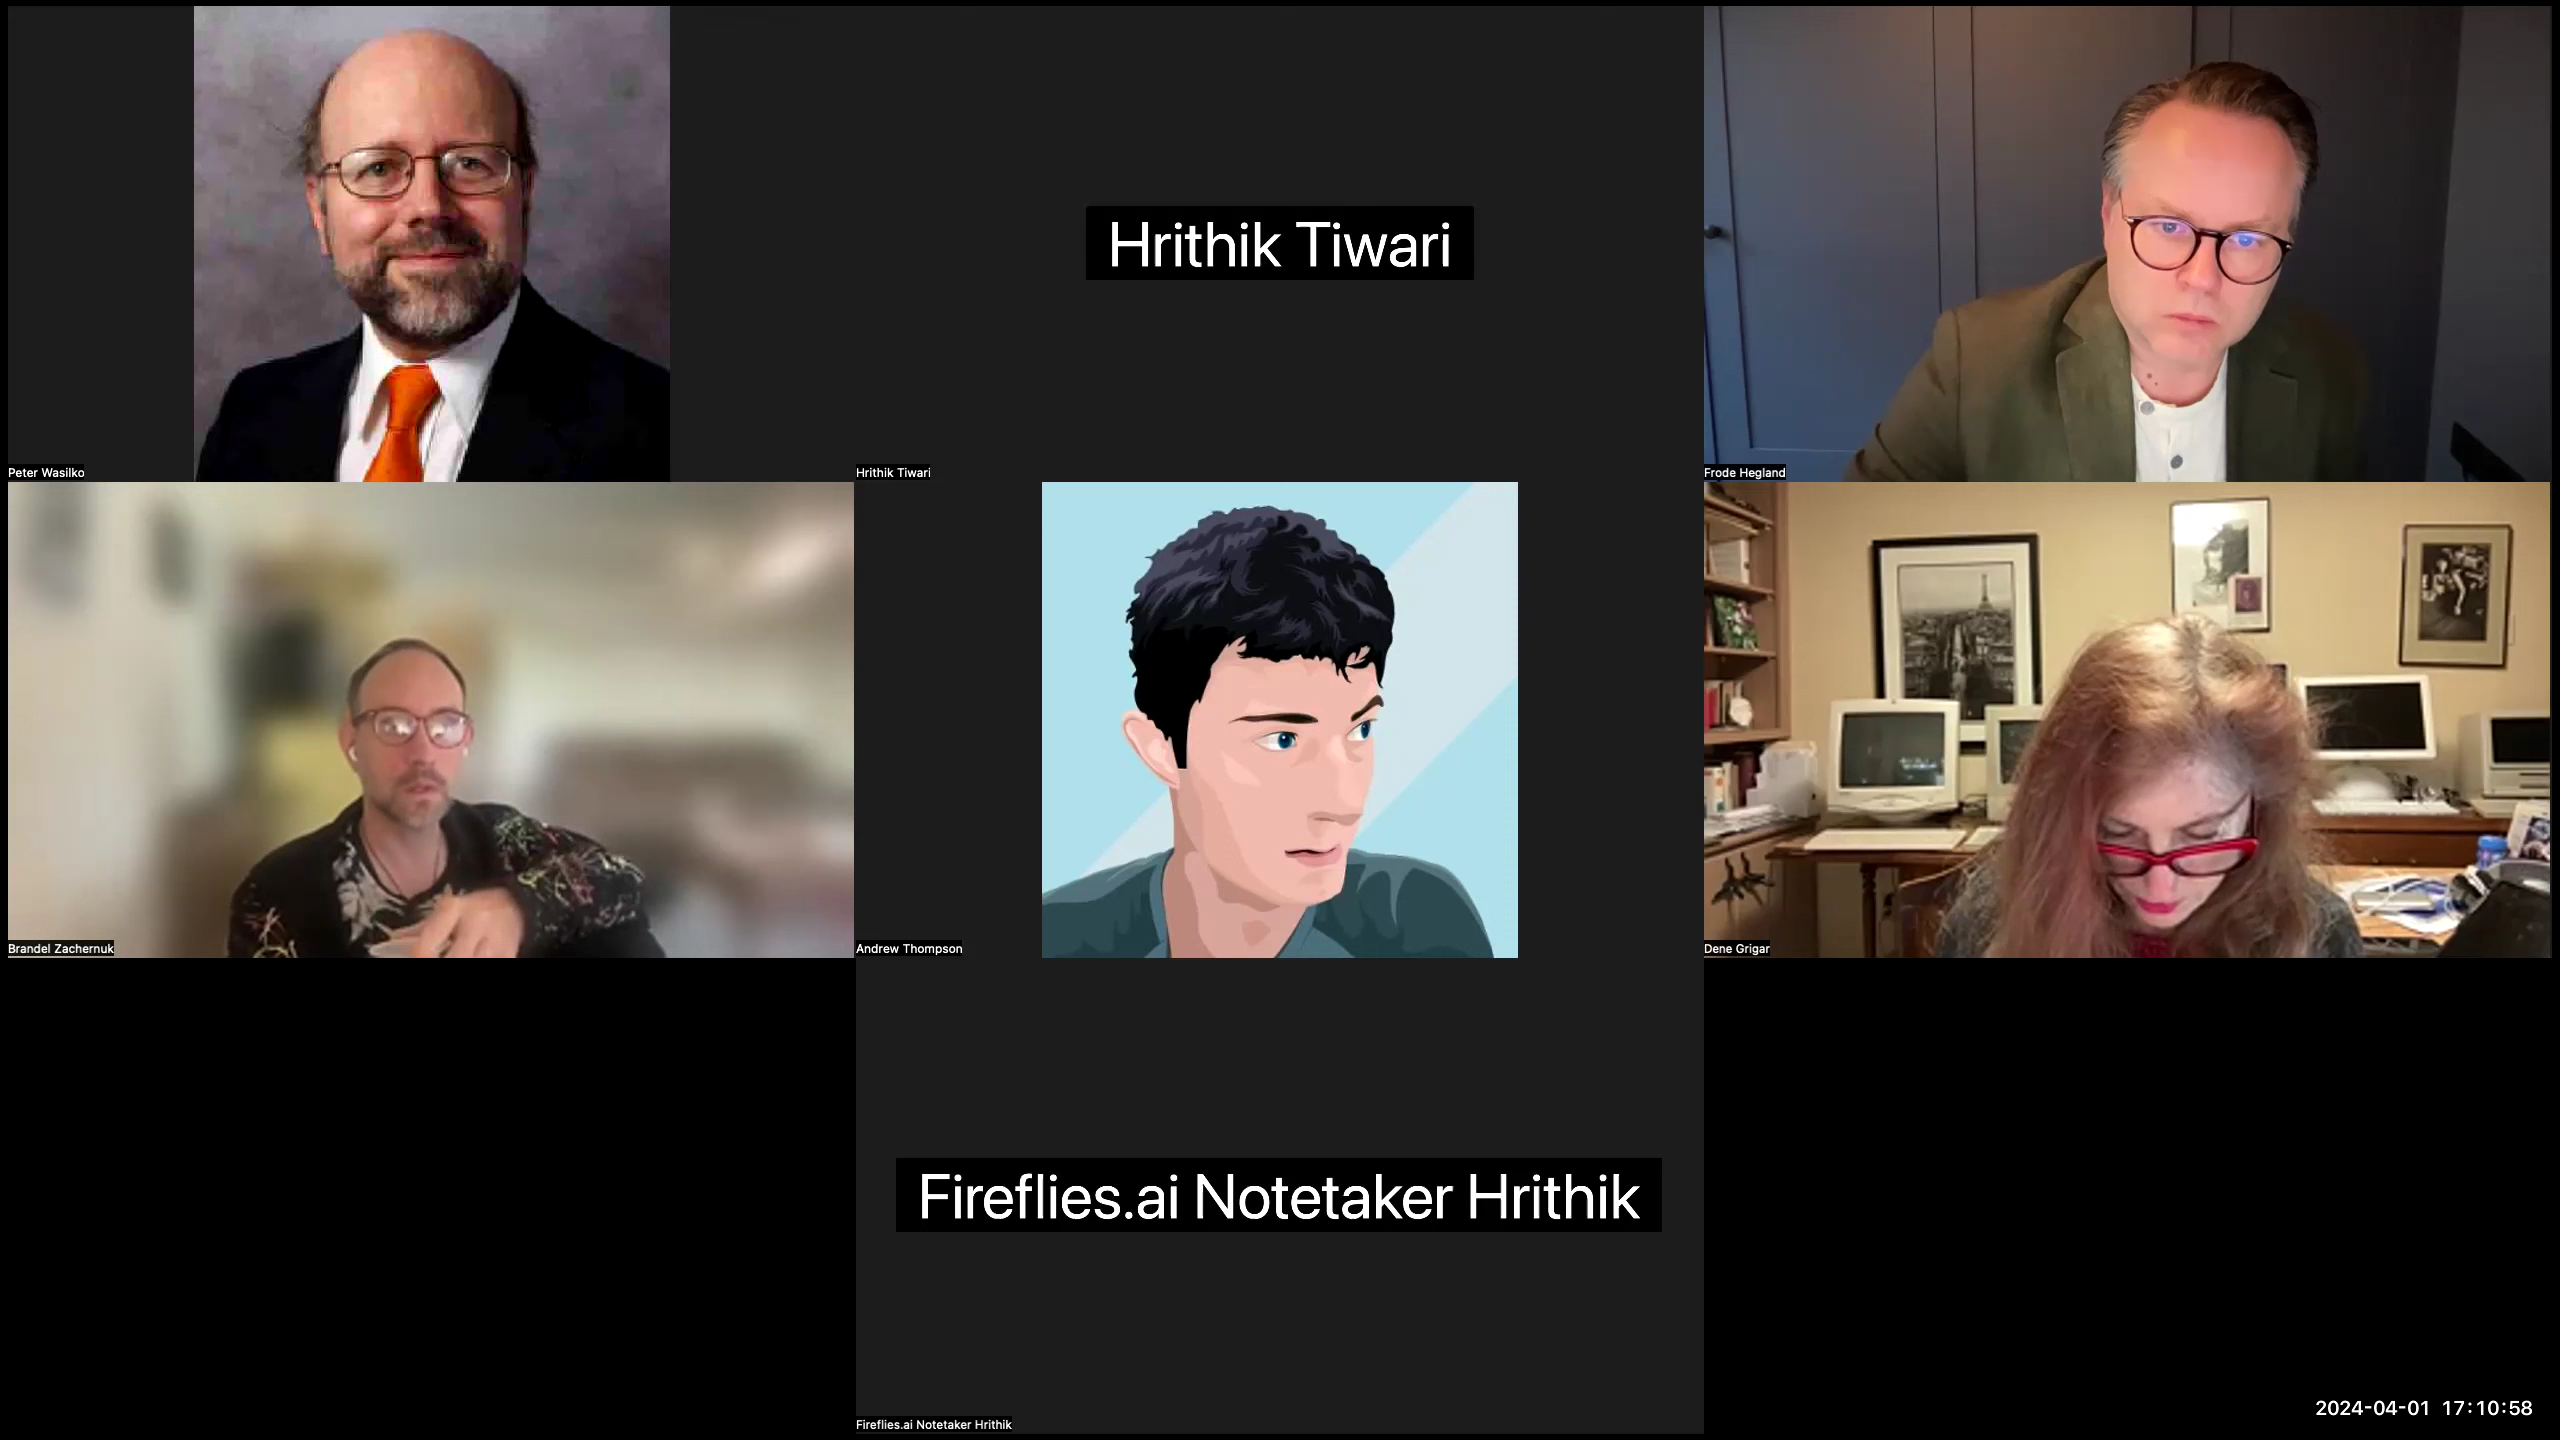 Hrithik Tiwari
Peter Wasilko
Hrithik Tiwari
Frode Hegland
Brandel Zachernuk
Andrew Thompson
Dene Grigar
Fireflies.ai Notetaker Hrithik
Fireflies.ai Notetaker Hrithik
2024-04-01 17:10:58